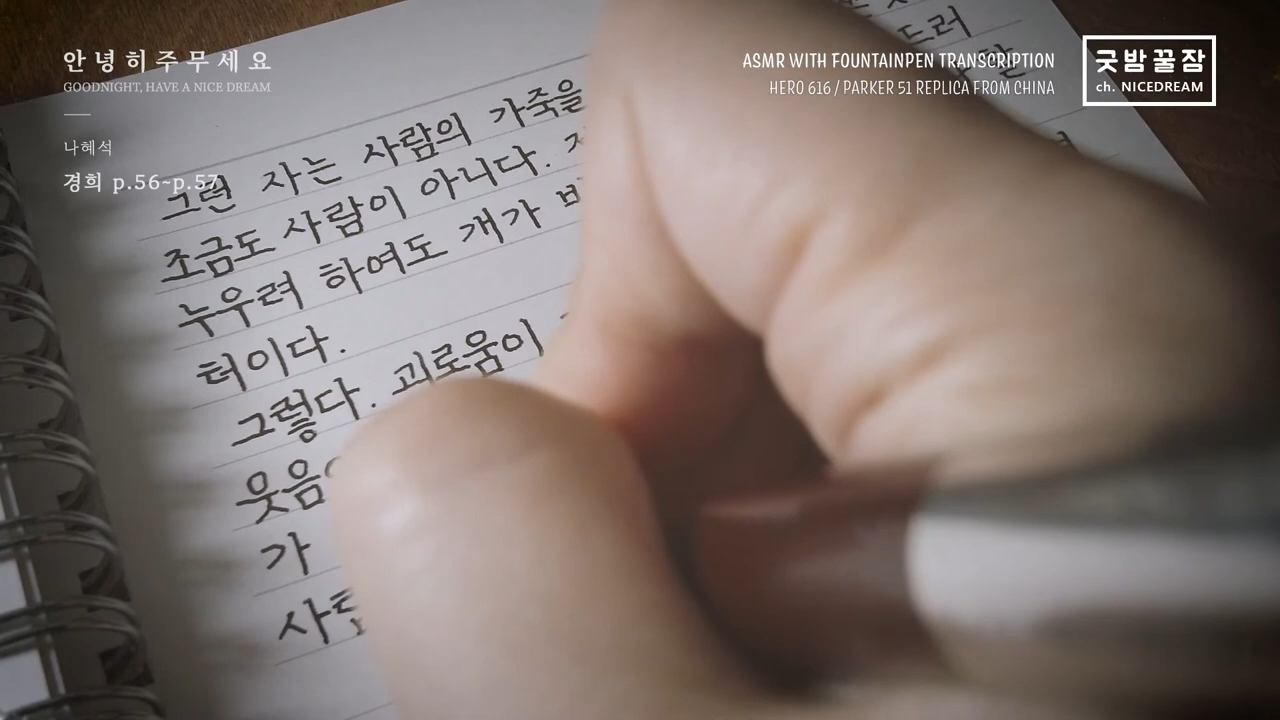 안녕히주무세요
GOODNIGHT, HAVE A NICE DREAM
나혜석
경희 p.56~p.57
ASMR WITH FOUNTAINPEN TRANSCRIPTION
HERO 616 / PARKER 51 REPLICA FROM CHINA
굿밤꿀잠
ch. NICEDREAM
드러
그런 자는 사람의 가죽을
조금도 사람이 아니다.
누우려 하여도 개가
터이다.
그렇다. 괴로움이
웃음
가